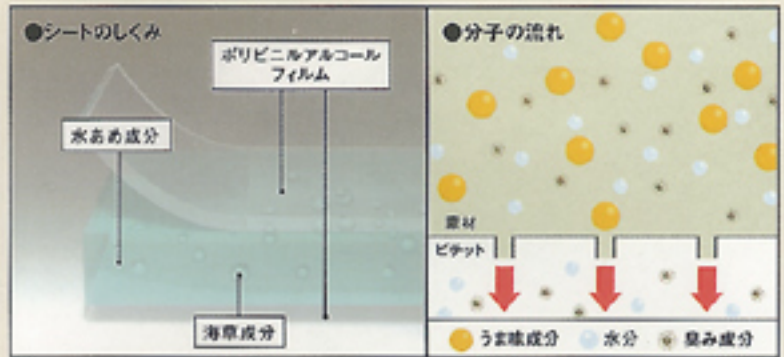 ●シートのしくみ
ポリビニルアルコール
フィルム
水あめ成分
海草成分
●分子の流れ
素材
ピチット
うま味成分
水分
臭み成分